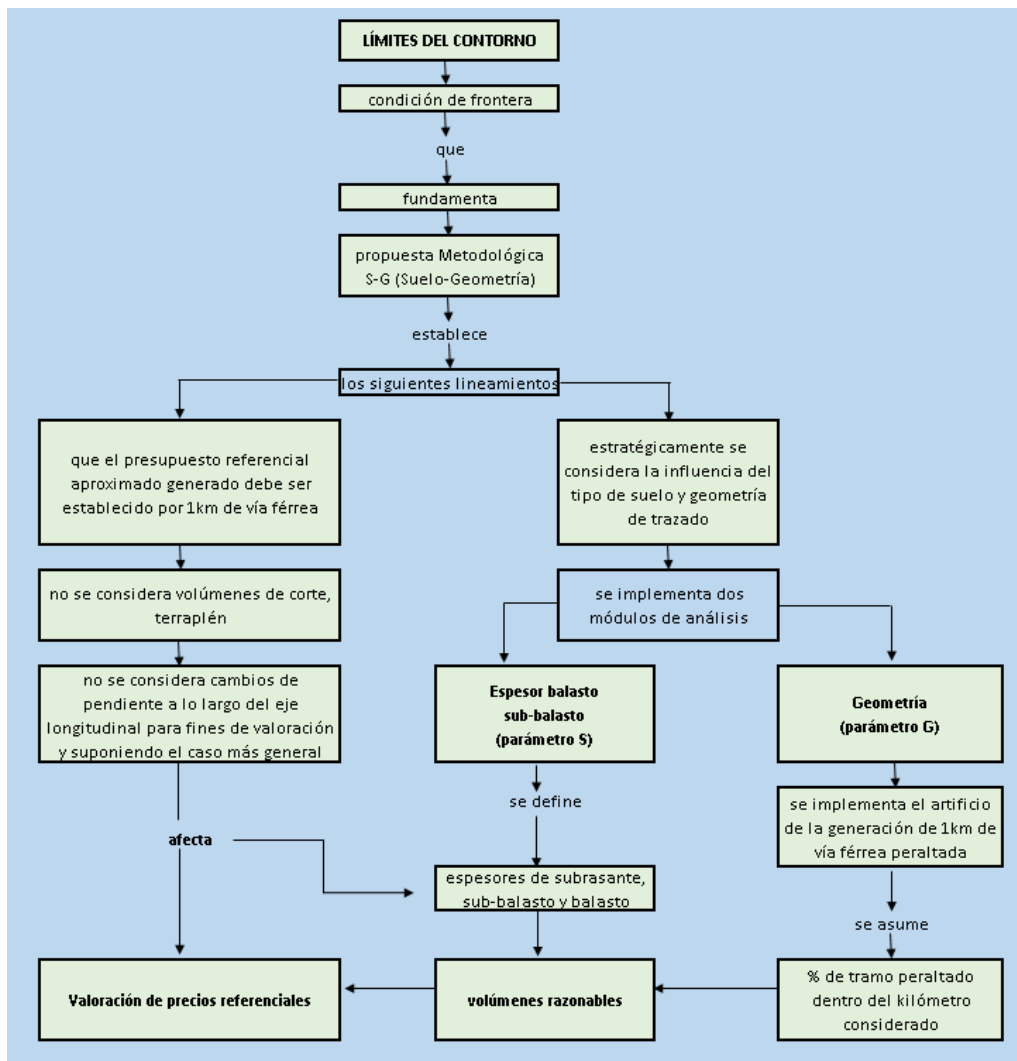 LÍMITES DEL CONTORNO
condición de frontera
que
fundamenta
propuesta Metodológica
S-G (Suelo-Geometría)
establece
los siguientes lineamientos
que el presupuesto referencial
aproximado generado debe ser
establecido por 1km de vía férrea
no se considera volúmenes de corte,
terraplén
no se considera cambios de
pendiente a lo largo del eje
longitudinal para fines de valoración
y suponiendo el caso más general
afecta
estratégicamente se
considera la influencia del
tipo de suelo y geometría
de trazado
se implementa dos
módulos de análisis
Espesor balasto
sub-balasto
(parámetro S)
se define
espesores de subrasante,
sub-balasto y balasto
Geometría
(parámetro G)
se implementa el artificio
de la generación de 1km de
vía férrea peraltada
se asume
% de tramo peraltado
dentro del kilómetro
considerado
volúmenes razonables
Valoración de precios referenciales